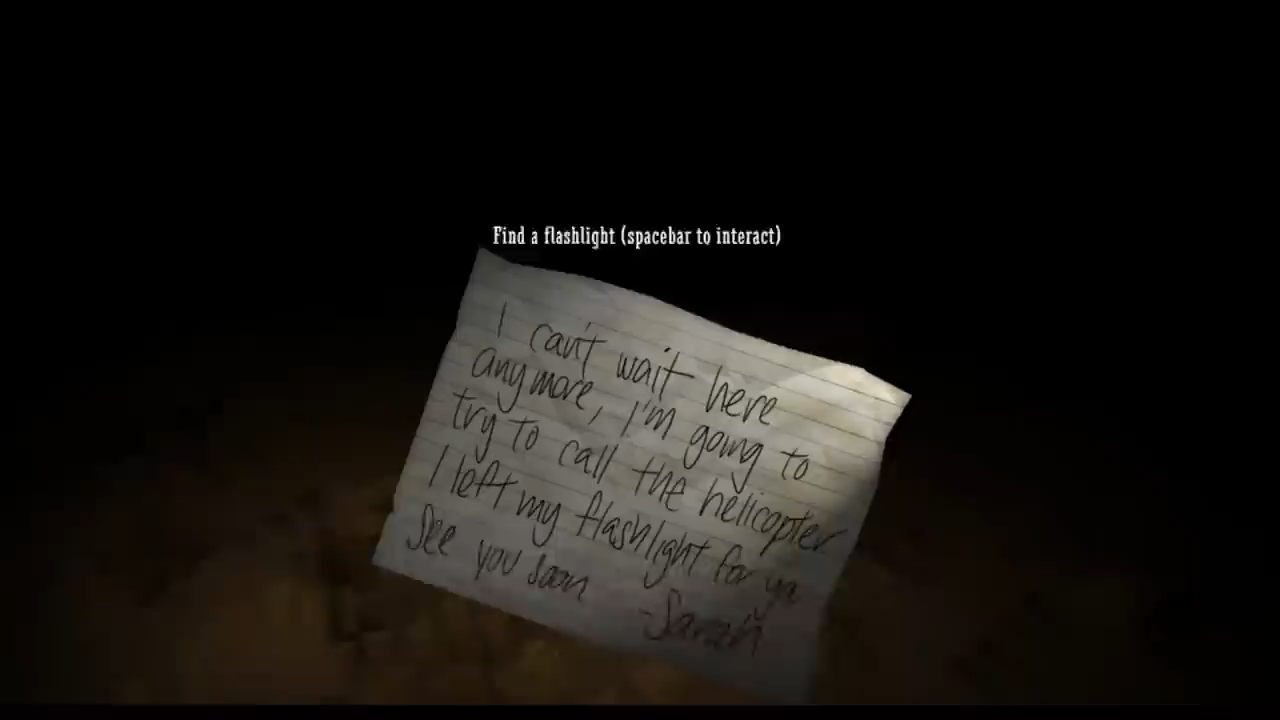 Find a flashlight (spacebar to interact)
I can't wait here
anymore, I'm going to
try to call the helicopter
I left my flashlight for ya
See you soon
-Sarah